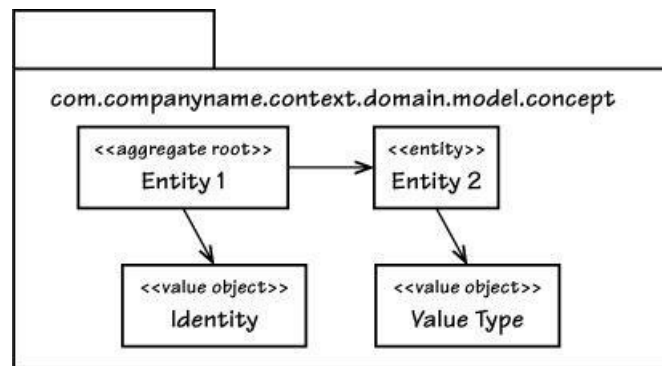 com.companyname.context.domain.model.concept
<<aggregate root>>
Entity 1
<<entity>>
Entity 2
<<value object>>
Identity
<<value object>>
Value Type